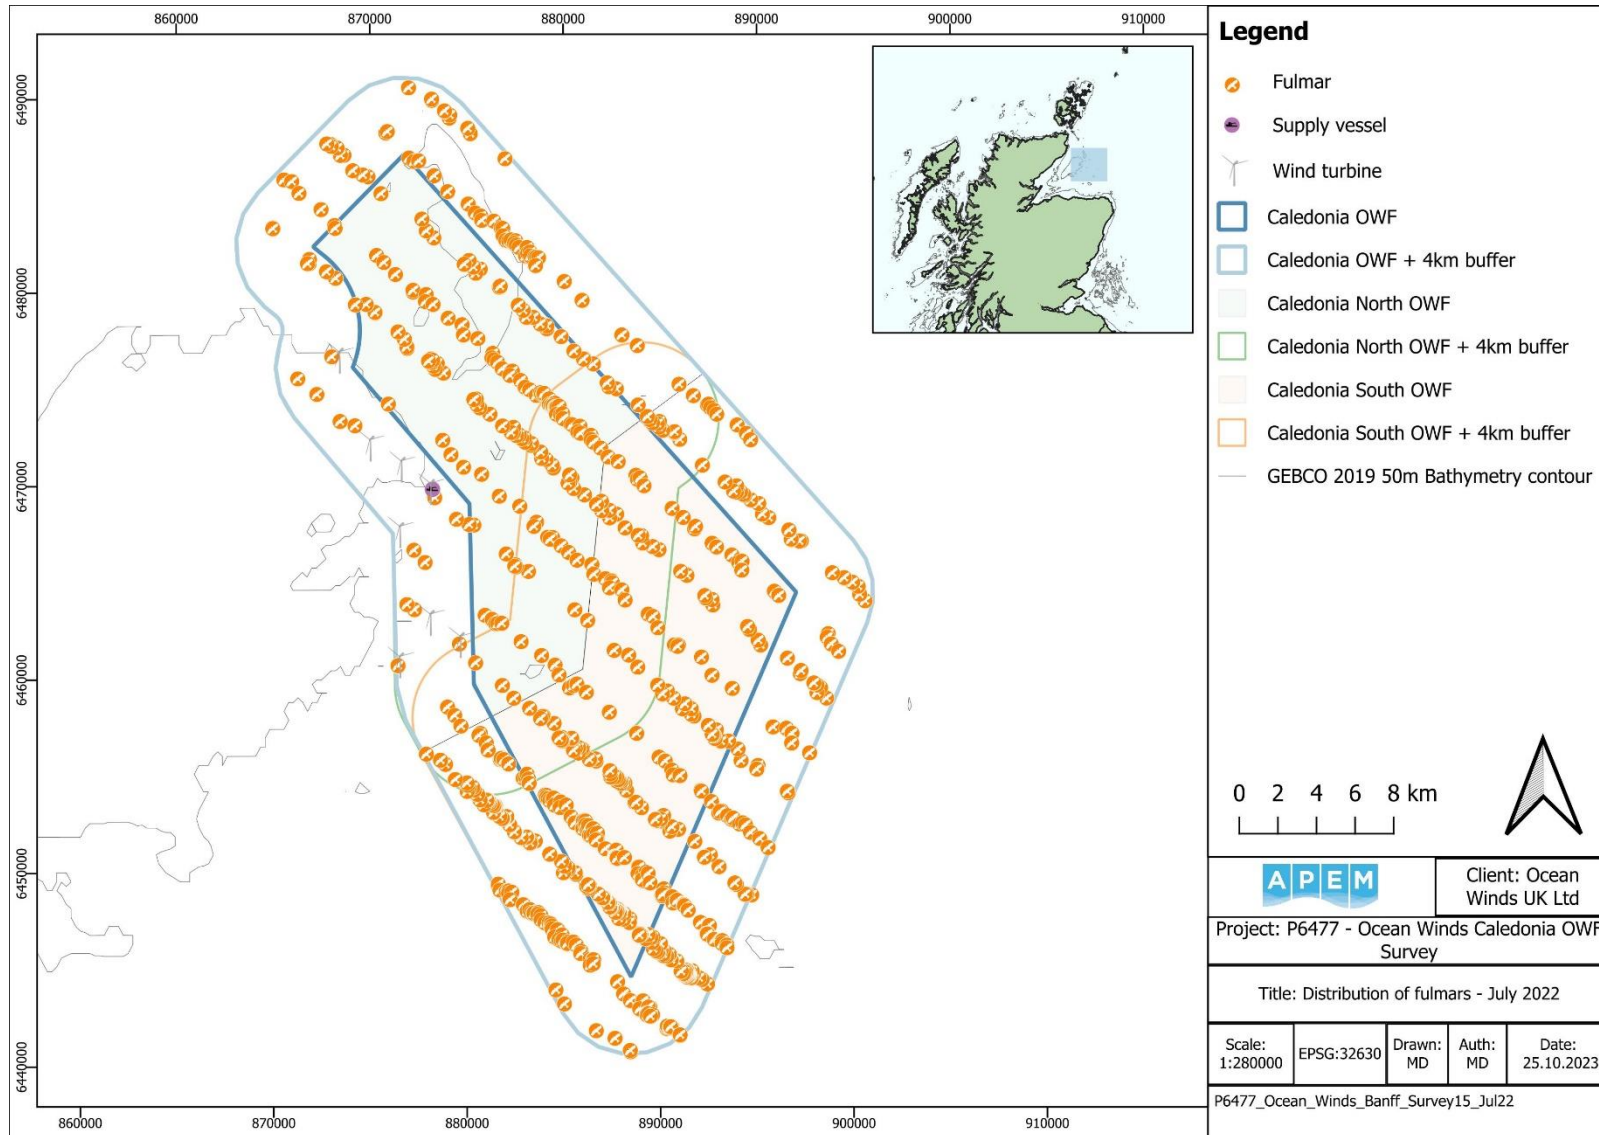 860000 870000 880000 890000 900000 910000
6490000
6480000
6470000
6460000
6450000
6440000
860000 870000 880000 890000 900000 910000
Legend
Fulmar
Supply vessel
Wind turbine
Caledonia OWF
Caledonia OWF + 4km buffer
Caledonia North OWF
Caledonia North OWF + 4km buffer
Caledonia South OWF
Caledonia South OWF + 4km buffer
GEBCO 2019 50m Bathymetry contour
0 2 4 6 8 km
APEM
Client: Ocean
Winds UK Ltd
Project: P6477 - Ocean Winds Caledonia OWF
Survey
Title: Distribution of fulmars - July 2022
Scale:
1:280000
EPSG:32630
Drawn:
MD
Auth:
MD
Date:
25.10.2023
P6477_Ocean_Winds_Banff_Survey15_Jul22